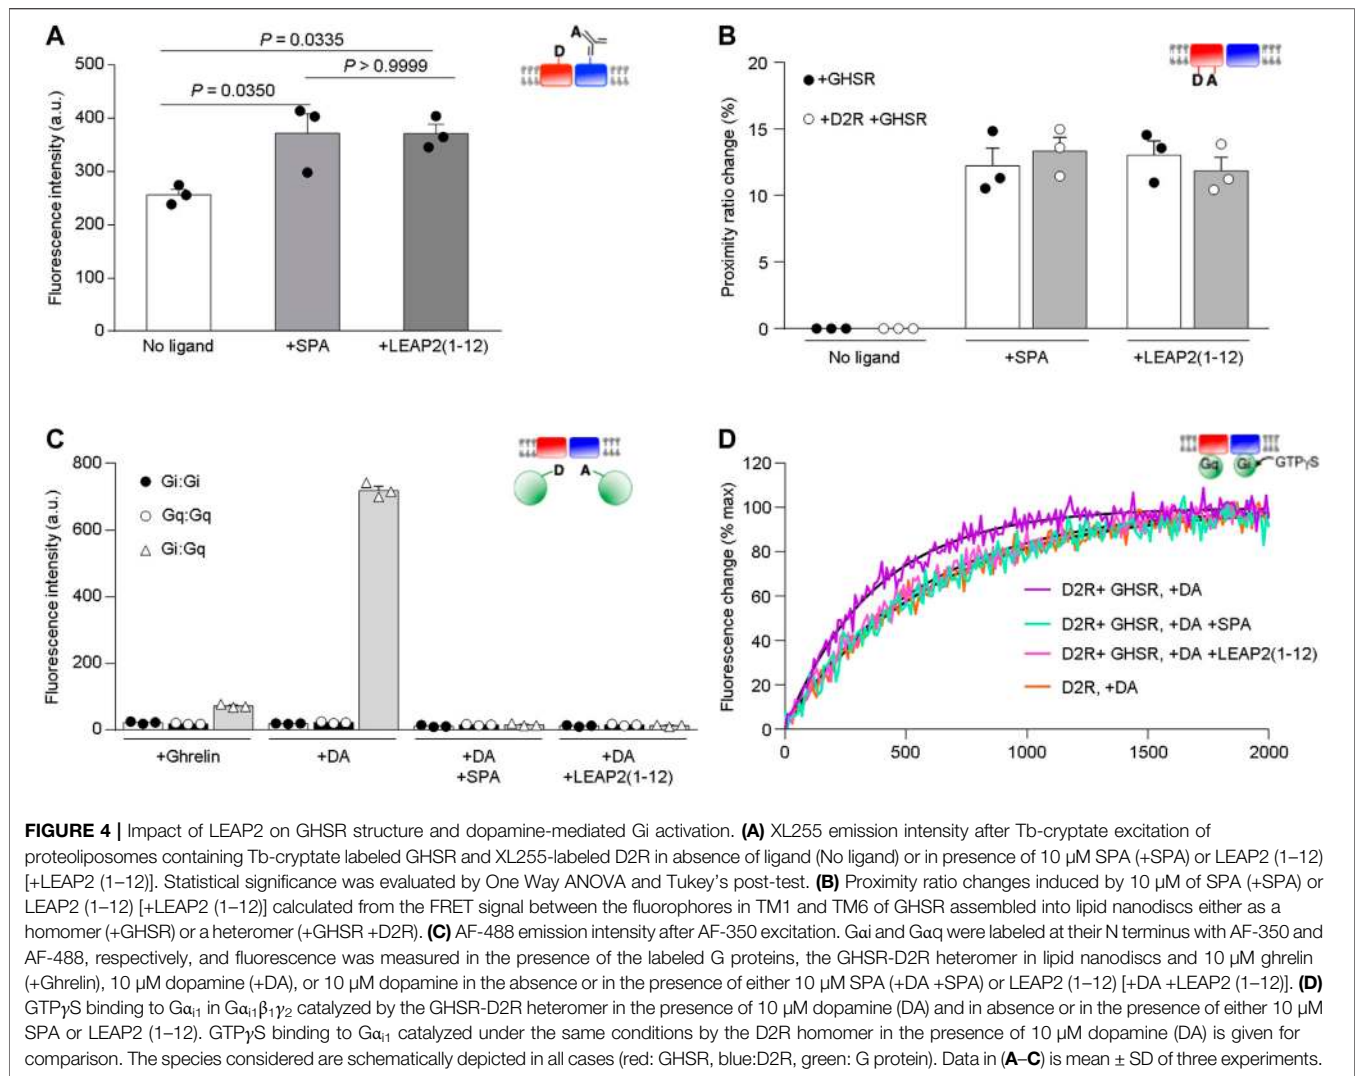 A
P = 0.0335
P > 0.9999
P = 0.0350
D
A
Fluorescence intensity (a.u.)
500
400
300
200
100
0
No ligand
+SPA
+LEAP2(1-12)
B
+GHSR
+D2R +GHSR
D A
Proximity ratio change (%)
20
15
10
5
0
No ligand
+SPA
+LEAP2(1-12)
C
Gi:Gi
Gq:Gq
Gi:Gq
D
A
Fluorescence intensity (a.u.)
800
600
400
200
0
+Ghrelin
+DA
+DA
+SPA
+DA
+LEAP2(1-12)
D
Gq
Gi
GTPγS
Fluorescence change (% max)
120
100
80
60
40
20
0
D2R+ GHSR, +DA
D2R+ GHSR, +DA +SPA
D2R+ GHSR, +DA +LEAP2(1-12)
D2R, +DA
0
500
1000
1500
2000
FIGURE 4 | Impact of LEAP2 on GHSR structure and dopamine-mediated Gi activation. (A) XL255 emission intensity after Tb-cryptate excitation of
proteoliposomes containing Tb-cryptate labeled GHSR and XL255-labeled D2R in absence of ligand (No ligand) or in presence of 10 µM SPA (+SPA) or LEAP2 (1–12)
[+LEAP2 (1–12)]. Statistical significance was evaluated by One Way ANOVA and Tukey's post-test. (B) Proximity ratio changes induced by 10 µM of SPA (+SPA) or
LEAP2 (1–12) [+LEAP2 (1–12)] calculated from the FRET signal between the fluorophores in TM1 and TM6 of GHSR assembled into lipid nanodiscs either as a
homomer (+GHSR) or a heteromer (+GHSR +D2R). (C) AF-488 emission intensity after AF-350 excitation. Gαi and Gαq were labeled at their N terminus with AF-350 and
AF-488, respectively, and fluorescence was measured in the presence of the labeled G proteins, the GHSR-D2R heteromer in lipid nanodiscs and 10 µM ghrelin
(+Ghrelin), 10 µM dopamine (+DA), or 10 µM dopamine in the absence or in the presence of either 10 µM SPA (+DA +SPA) or LEAP2 (1–12) [+DA +LEAP2 (1–12)]. (D)
GTPγS binding to Gαi1 in Gαi1β1γ2 catalyzed by the GHSR-D2R heteromer in the presence of 10 µM dopamine (DA) and in absence or in the presence of either 10 µM
SPA or LEAP2 (1–12). GTPγS binding to Gαi1 catalyzed under the same conditions by the D2R homomer in the presence of 10 µM dopamine (DA) is given for
comparison. The species considered are schematically depicted in all cases (red: GHSR, blue:D2R, green: G protein). Data in (A–C) is mean ± SD of three experiments.